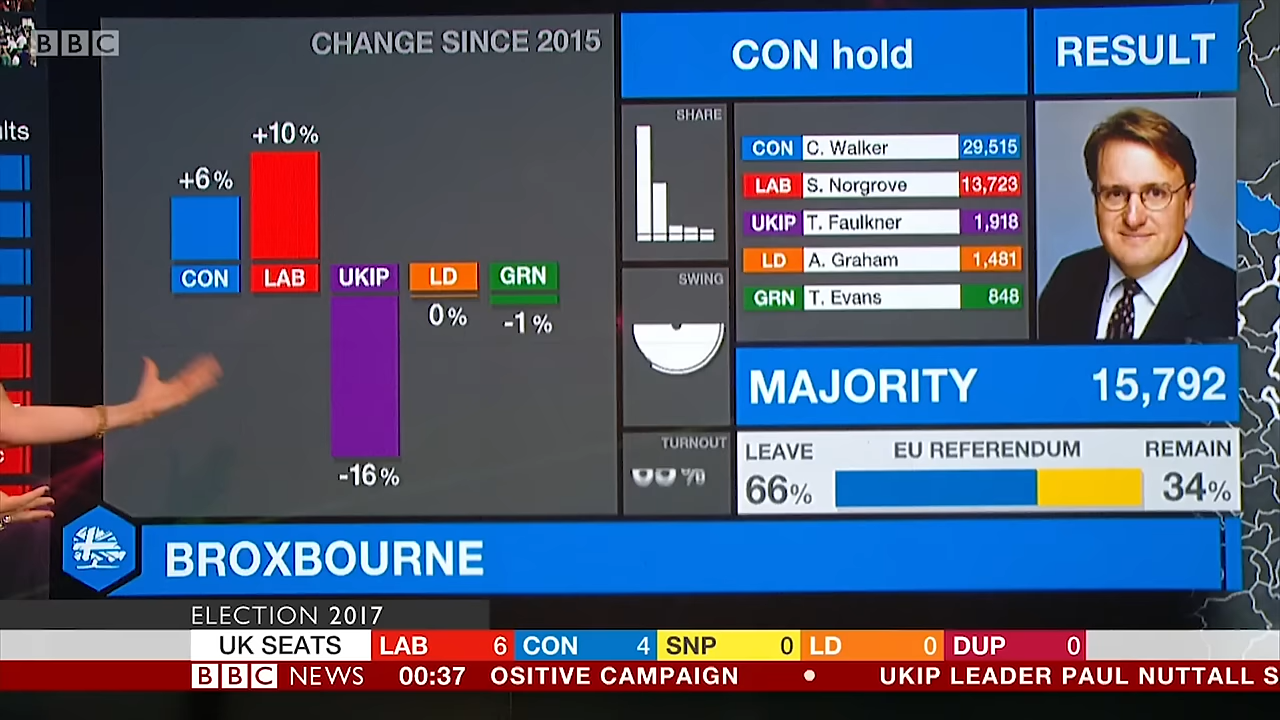 BBC
CHANGE SINCE 2015
CON hold
RESULT
+6%
+10%
CON
LAB
UKIP
LD
GRN
0%
-1%
-16%
SHARE
SWING
TURNOUT
CON C. Walker 29,515
LAB S. Norgrove 13,723
UKIP T. Faulkner 1,918
LD A. Graham 1,481
GRN T. Evans 848
MAJORITY 15,792
LEAVE EU REFERENDUM REMAIN
66% 34%
BROXBOURNE
ELECTION 2017
UK SEATS LAB 6 CON 4 SNP 0 LD 0 DUP 0
BBC NEWS 00:37 OSITIVE CAMPAIGN • UKIP LEADER PAUL NUTTALL S